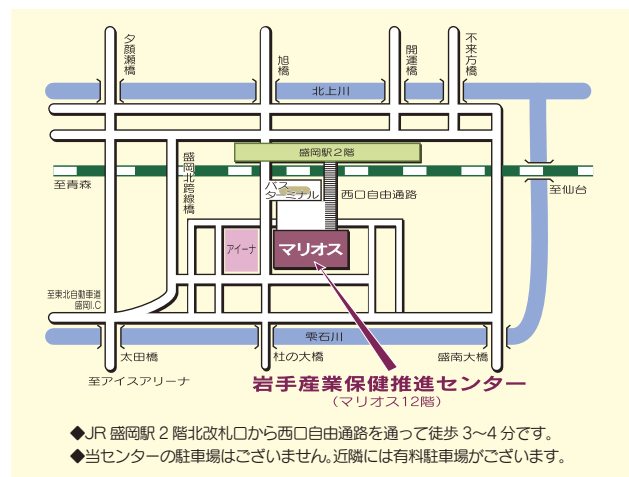 夕顔瀬橋
旭橋
開運橋
不来方橋
北上川
盛岡駅2階
盛岡北跨線橋
至青森
バス
ターミナル
西口自由通路
至仙台
アイーナ
マリオス
至東北自動車道
盛岡I.C
雫石川
太田橋
杜の大橋
盛南大橋
至アイスアリーナ
岩手産業保健推進センター
(マリオス12階)
◆JR 盛岡駅 2 階北改札口から西口自由通路を通って徒歩 3〜4 分です。
◆当センターの駐車場はございません。近隣には有料駐車場がございます。